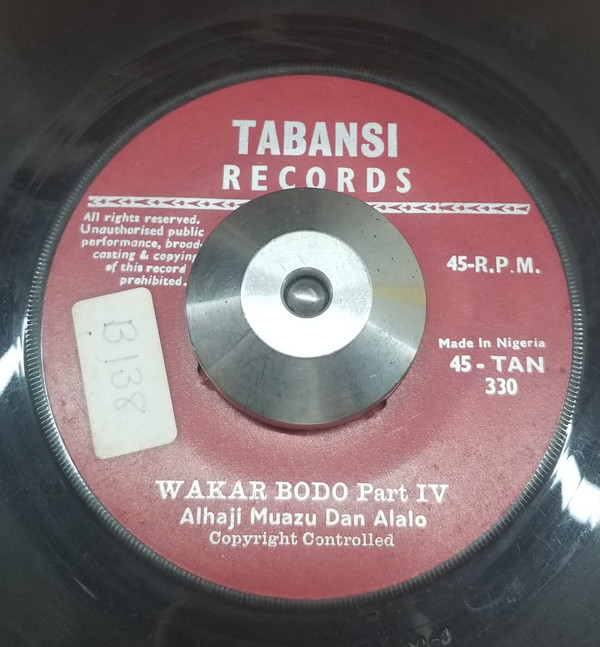 TABANSI
RECORDS
All rights reserved.
Unauthorised public
performance, broad-
casting & copying
of this record
prohibited.
45-R.P.M.
Made In Nigeria
45 - TAN
330
B138
WAKAR BODO Part IV
Alhaji Muazu Dan Alalo
Copyright Controlled